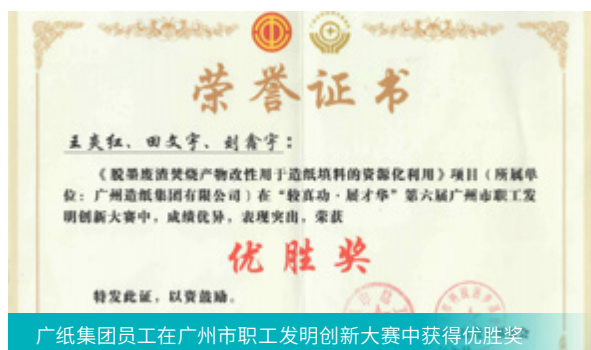 荣誉证书
王炎红、田文宇、刘鑫宇：
《脱墨废渣焚烧产物改性用于造纸填料的资源化利用》项目（所属单
位：广州造纸集团有限公司）在“较真功·展才华”第六届广州市职工发
明创新大赛中，成绩优异，表现突出，荣获
优胜奖
特发此证，以资鼓励。
广纸集团员工在广州市职工发明创新大赛中获得优胜奖